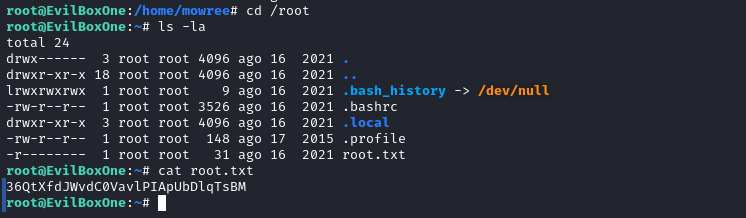 root@EvilBoxOne:/home/mowree# cd /root
root@EvilBoxOne:~# ls -la
total 24
drwx------  3 root root 4096 ago 16  2021 .
drwxr-xr-x 18 root root 4096 ago 16  2021 ..
lrwxrwxrwx  1 root root    9 ago 16  2021 .bash_history -> /dev/null
-rw-r--r--  1 root root 3526 ago 16  2021 .bashrc
drwxr-xr-x  3 root root 4096 ago 16  2021 .local
-rw-r--r--  1 root root  148 ago 17  2015 .profile
-r--------  1 root root   31 ago 16  2021 root.txt
root@EvilBoxOne:~# cat root.txt
36QtXfdJWvdC0VavlPIApUbDlqTsBM
root@EvilBoxOne:~#